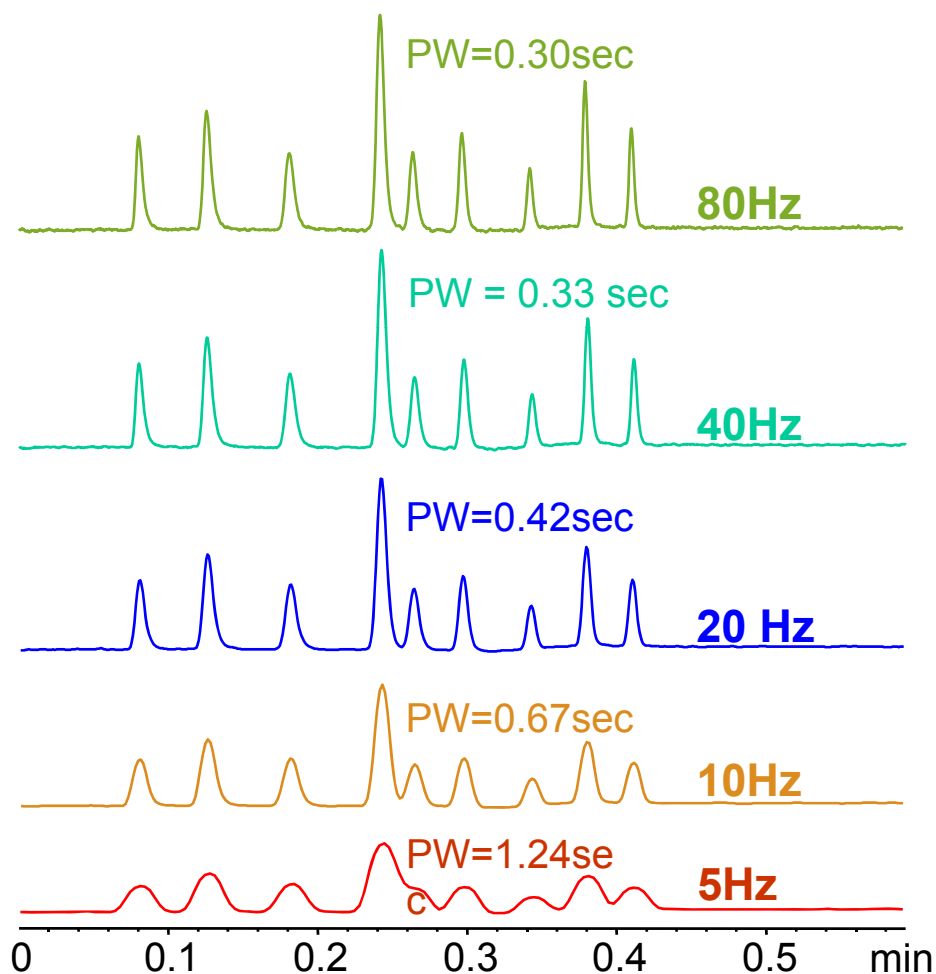 PW=0.30sec
80Hz
PW = 0.33 sec
40Hz
PW=0.42sec
20 Hz
PW=0.67sec
10Hz
PW=1.24se
c
5Hz
0 0.1 0.2 0.3 0.4 0.5 min